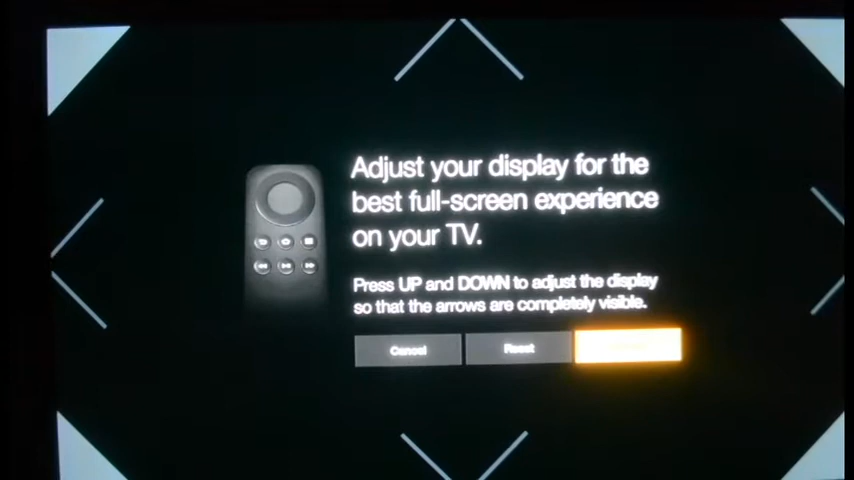 Adjust your display for the
best full-screen experience
on your TV.
Press UP and DOWN to adjust the display
so that the arrows are completely visible.
Cancel
Reset